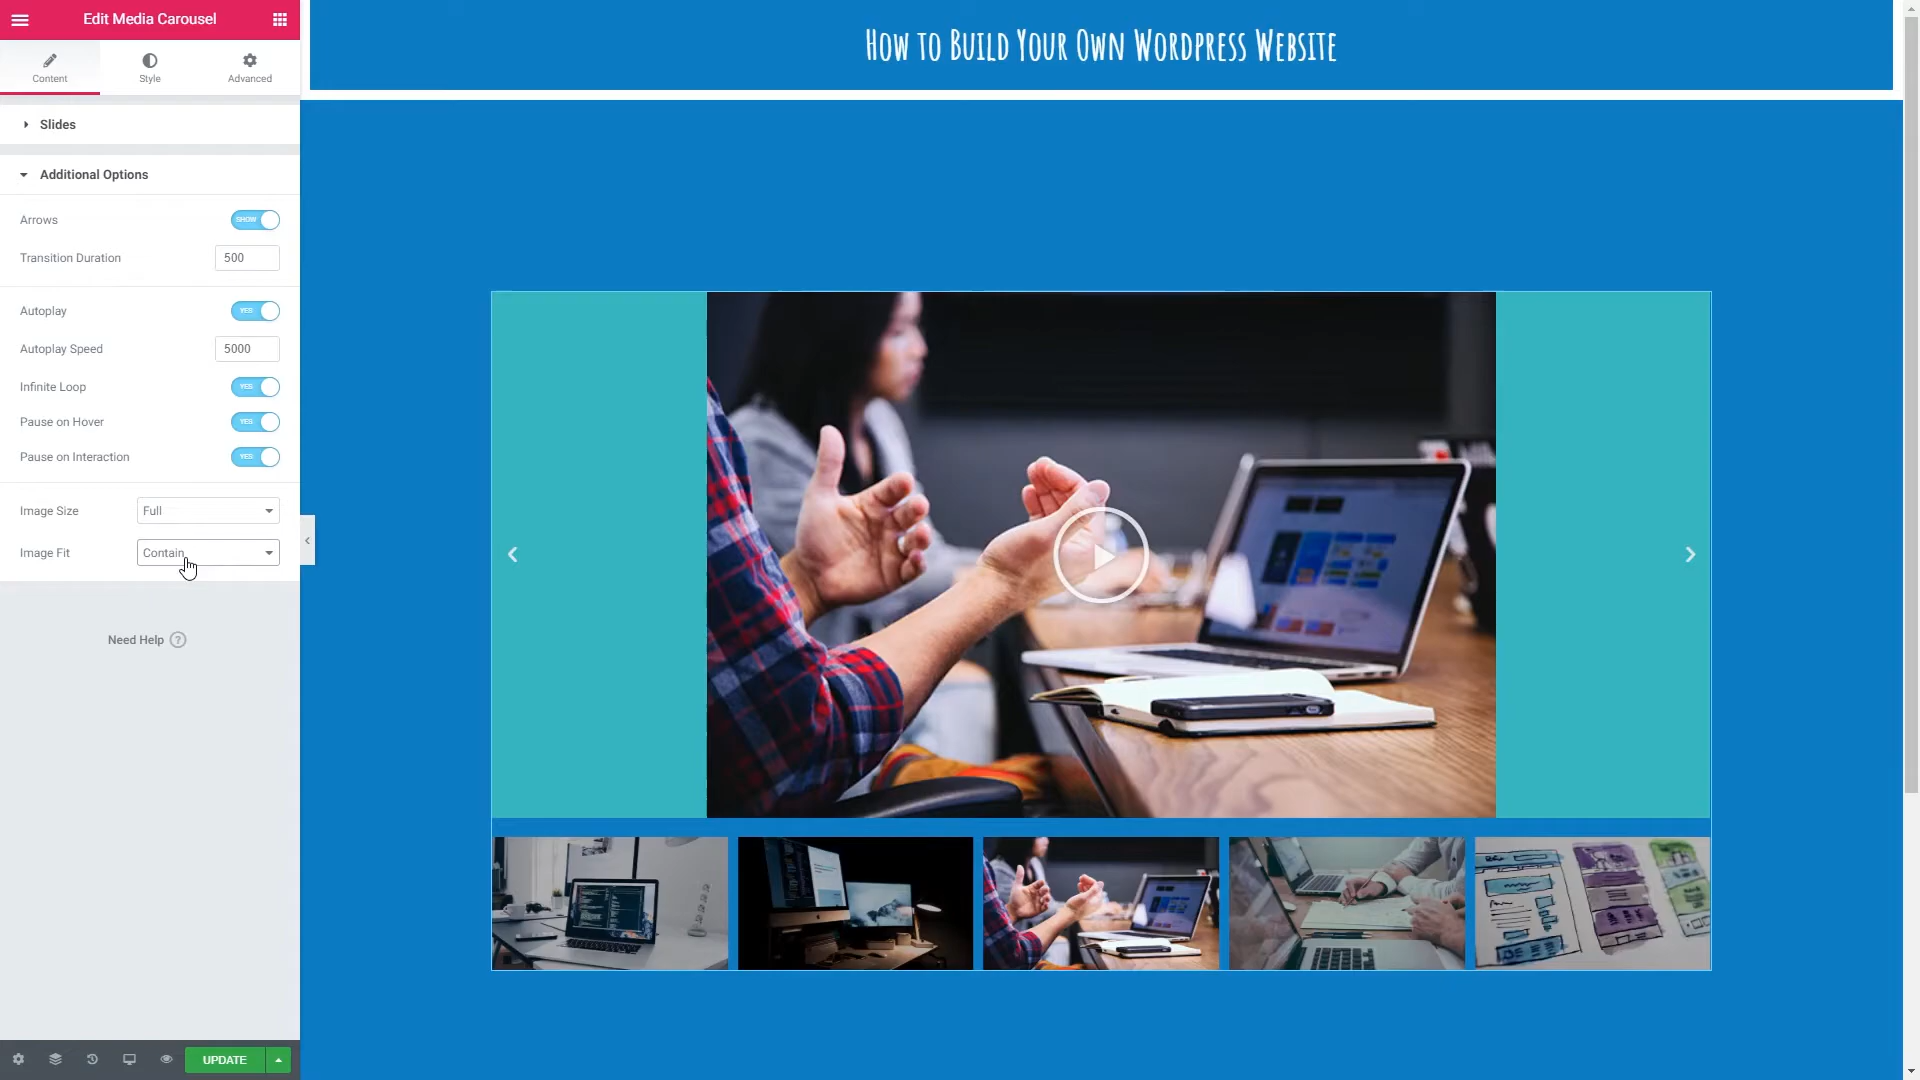 Edit Media Carousel
Content
Style
Advanced
Slides
Additional Options
Arrows
SHOW
Transition Duration
500
Autoplay
YES
Autoplay Speed
5000
Infinite Loop
YES
Pause on Hover
YES
Pause on Interaction
YES
Image Size
Full
Image Fit
Contain
Need Help ?
UPDATE
How to Build Your Own Wordpress Website